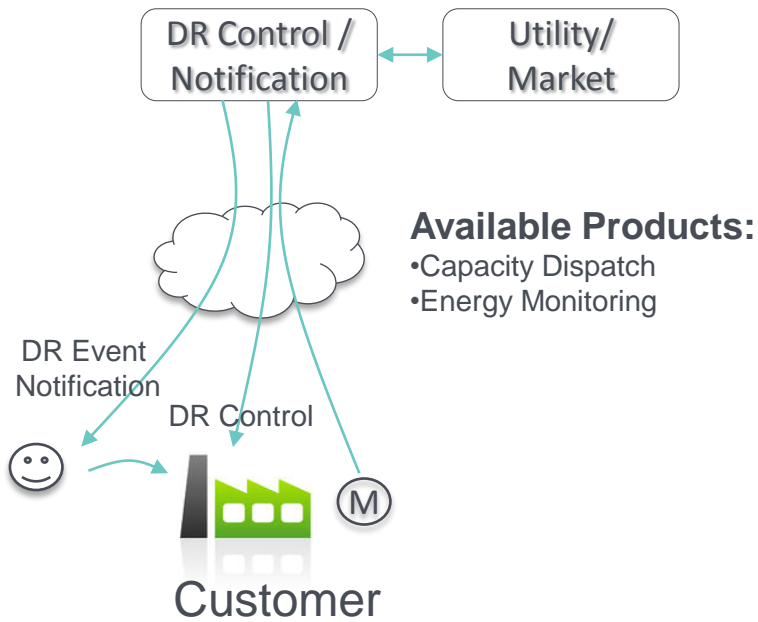 DR Control /
Notification
Utility/
Market
Available Products:
•Capacity Dispatch
•Energy Monitoring
DR Event
Notification
DR Control
M
Customer